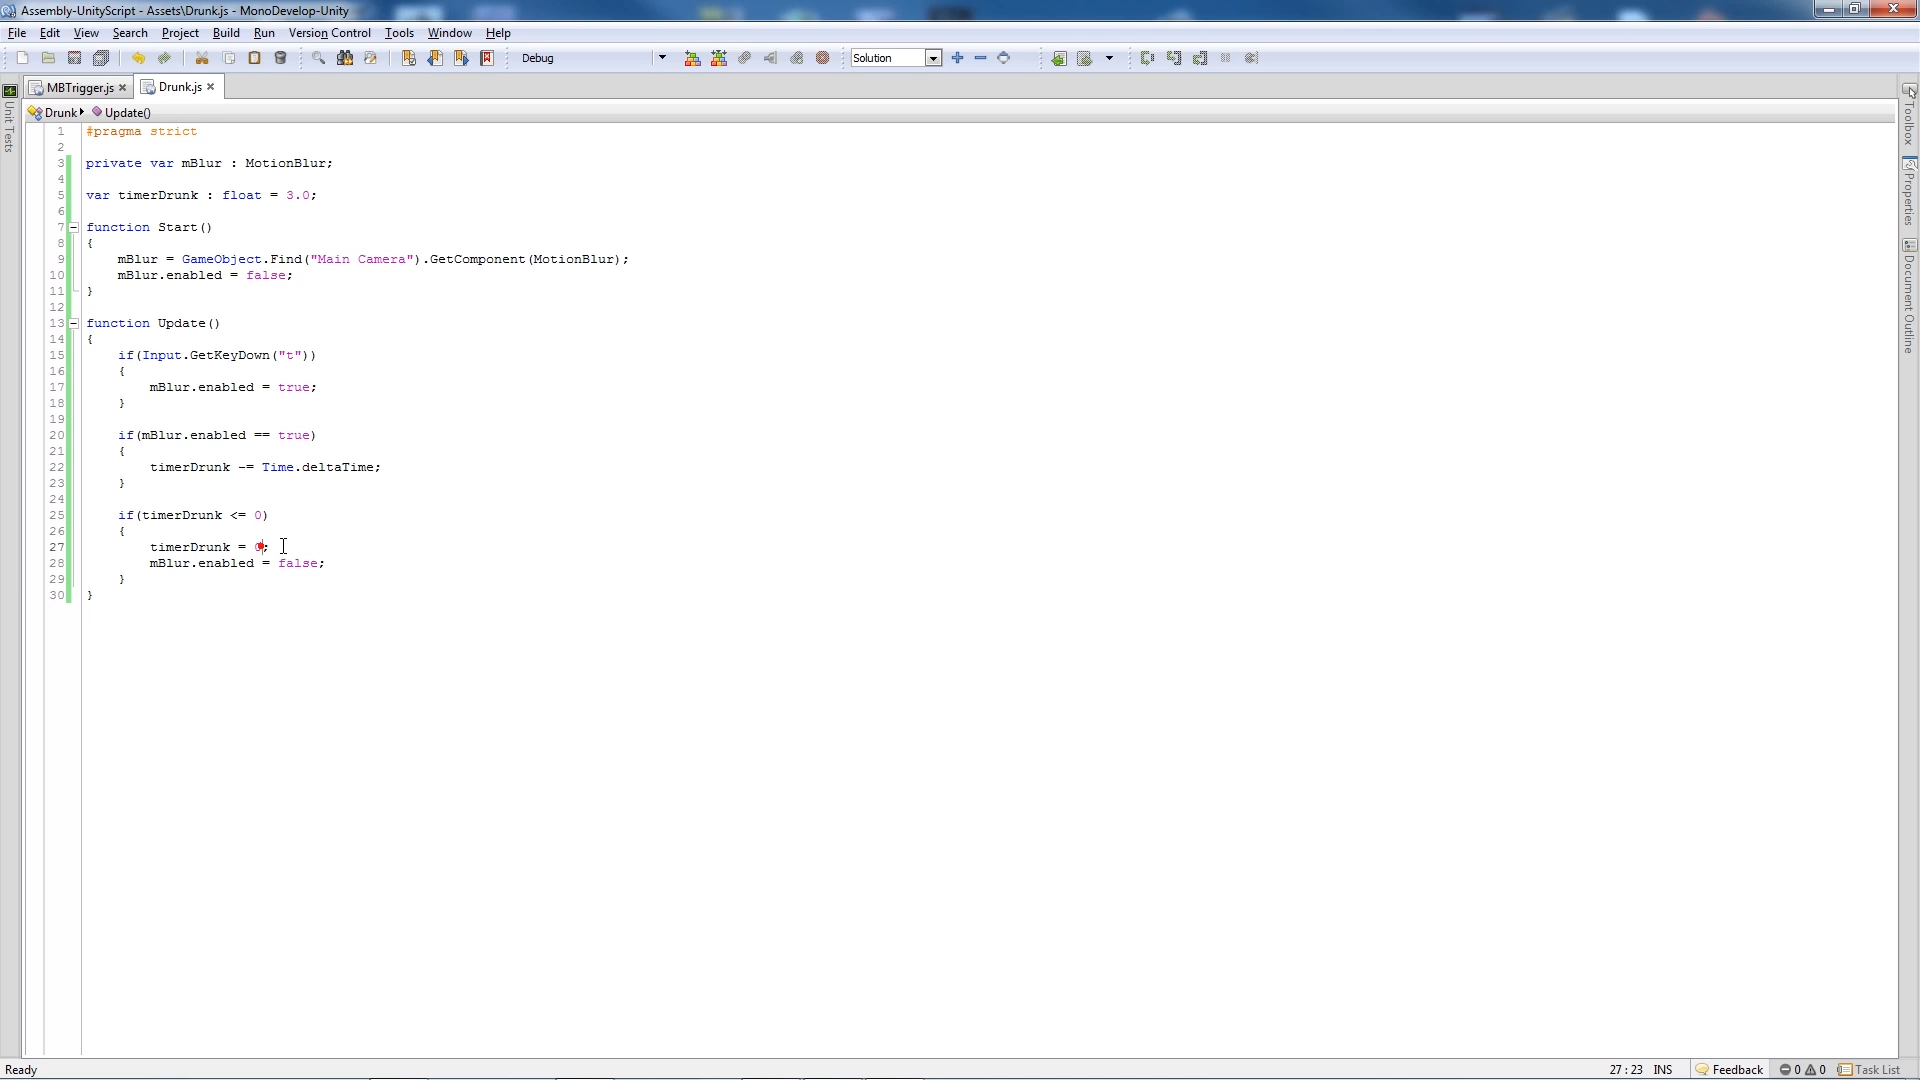 Assembly-UnityScript - Assets\Drunk.js - MonoDevelop-Unity
File Edit View Search Project Build Run Version Control Tools Window Help
Debug Solution
MBTrigger.js Drunk.js
Drunk Update()
Unit Tests
Toolbox
Properties
Document Outline
1 #pragma strict
2
3 private var mBlur : MotionBlur;
4
5 var timerDrunk : float = 3.0;
6
7 function Start()
8 {
9 mBlur = GameObject.Find("Main Camera").GetComponent(MotionBlur);
10 mBlur.enabled = false;
11 }
12
13 function Update()
14 {
15 if(Input.GetKeyDown("t"))
16 {
17 mBlur.enabled = true;
18 }
19
20 if(mBlur.enabled == true)
21 {
22 timerDrunk -= Time.deltaTime;
23 }
24
25 if(timerDrunk <= 0)
26 {
27 timerDrunk = 0;
28 mBlur.enabled = false;
29 }
30 }
Ready 27 : 23 INS Feedback 0 0 Task List